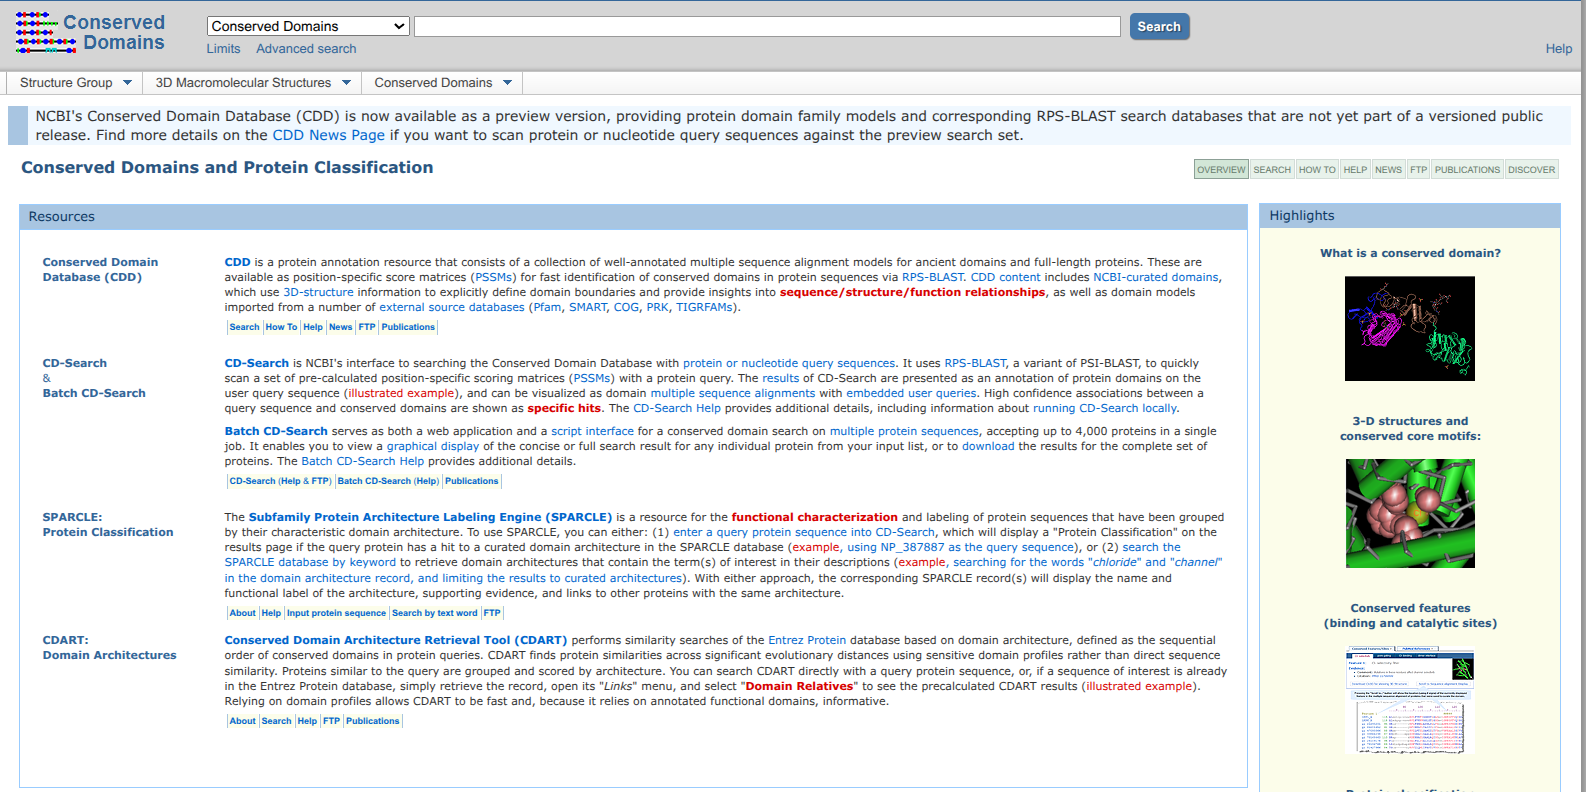 Conserved
Domains
Conserved Domains
Search
Limits Advanced search
Help
Structure Group 3D Macromolecular Structures Conserved Domains
NCBI's Conserved Domain Database (CDD) is now available as a preview version, providing protein domain family models and corresponding RPS-BLAST search databases that are not yet part of a versioned public
release. Find more details on the CDD News Page if you want to scan protein or nucleotide query sequences against the preview search set.
Conserved Domains and Protein Classification
OVERVIEW SEARCH HOW TO HELP NEWS FTP PUBLICATIONS DISCOVER
Resources
Conserved Domain
Database (CDD)
CDD is a protein annotation resource that consists of a collection of well-annotated multiple sequence alignment models for ancient domains and full-length proteins. These are
available as position-specific score matrices (PSSMs) for fast identification of conserved domains in protein sequences via RPS-BLAST. CDD content includes NCBI-curated domains,
which use 3D-structure information to explicitly define domain boundaries and provide insights into sequence/structure/function relationships, as well as domain models
imported from a number of external source databases (Pfam, SMART, COG, PRK, TIGRFAMs).
Search How To Help News FTP Publications
CD-Search
&
Batch CD-Search
CD-Search is NCBI's interface to searching the Conserved Domain Database with protein or nucleotide query sequences. It uses RPS-BLAST, a variant of PSI-BLAST, to quickly
scan a set of pre-calculated position-specific scoring matrices (PSSMs) with a protein query. The results of CD-Search are presented as an annotation of protein domains on the
user query sequence (illustrated example), and can be visualized as domain multiple sequence alignments with embedded user queries. High confidence associations between a
query sequence and conserved domains are shown as specific hits. The CD-Search Help provides additional details, including information about running CD-Search locally.
Batch CD-Search serves as both a web application and a script interface for a conserved domain search on multiple protein sequences, accepting up to 4,000 proteins in a single
job. It enables you to view a graphical display of the concise or full search result for any individual protein from your input list, or to download the results for the complete set of
proteins. The Batch CD-Search Help provides additional details.
CD-Search (Help & FTP) Batch CD-Search (Help) Publications
SPARCLE:
Protein Classification
The Subfamily Protein Architecture Labeling Engine (SPARCLE) is a resource for the functional characterization and labeling of protein sequences that have been grouped
by their characteristic domain architecture. To use SPARCLE, you can either: (1) enter a query protein sequence into CD-Search, which will display a "Protein Classification" on the
results page if the query protein has a hit to a curated domain architecture in the SPARCLE database (example, using NP_387887 as the query sequence), or (2) search the
SPARCLE database by keyword to retrieve domain architectures that contain the term(s) of interest in their descriptions (example, searching for the words "chloride" and "channel"
in the domain architecture record, and limiting the results to curated architectures). With either approach, the corresponding SPARCLE record(s) will display the name and
functional label of the architecture, supporting evidence, and links to other proteins with the same architecture.
About Help Input protein sequence Search by text word FTP
CDART:
Domain Architectures
Conserved Domain Architecture Retrieval Tool (CDART) performs similarity searches of the Entrez Protein database based on domain architecture, defined as the sequential
order of conserved domains in protein queries. CDART finds protein similarities across significant evolutionary distances using sensitive domain profiles rather than direct sequence
similarity. Proteins similar to the query are grouped and scored by architecture. You can search CDART directly with a query protein sequence, or, if a sequence of interest is already
in the Entrez Protein database, simply retrieve the record, open its "Links" menu, and select "Domain Relatives" to see the precalculated CDART results (illustrated example).
Relying on domain profiles allows CDART to be fast and, because it relies on annotated functional domains, informative.
About Search Help FTP Publications
Highlights
What is a conserved domain?
3-D structures and
conserved core motifs:
Conserved features
(binding and catalytic sites)